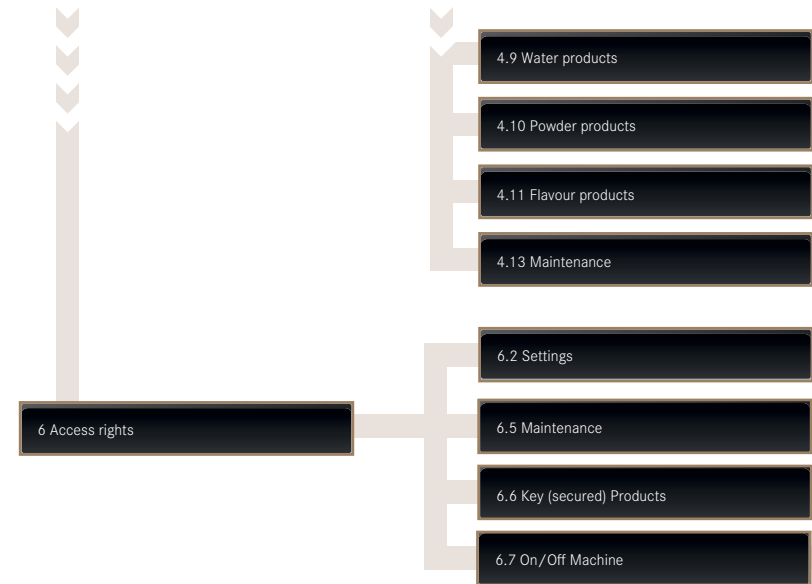 4.9 Water products
4.10 Powder products
4.11 Flavour products
4.13 Maintenance
6.2 Settings
6 Access rights
6.5 Maintenance
6.6 Key (secured) Products
6.7 On/Off Machine